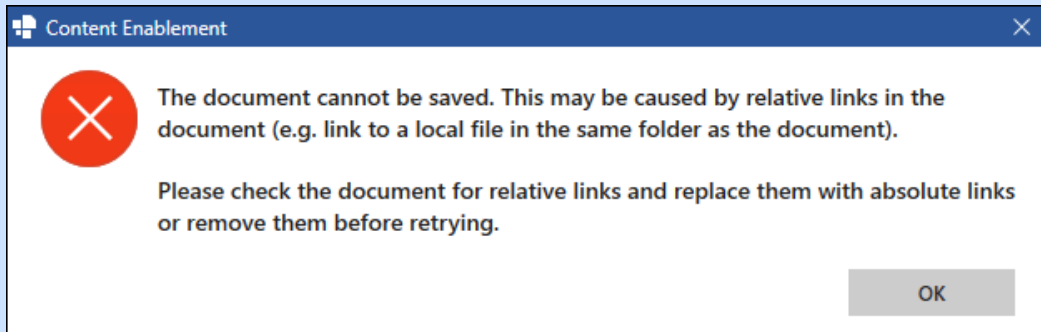 Content Enablement
The document cannot be saved. This may be caused by relative links in the
document (e.g. link to a local file in the same folder as the document).
Please check the document for relative links and replace them with absolute links
or remove them before retrying.
OK